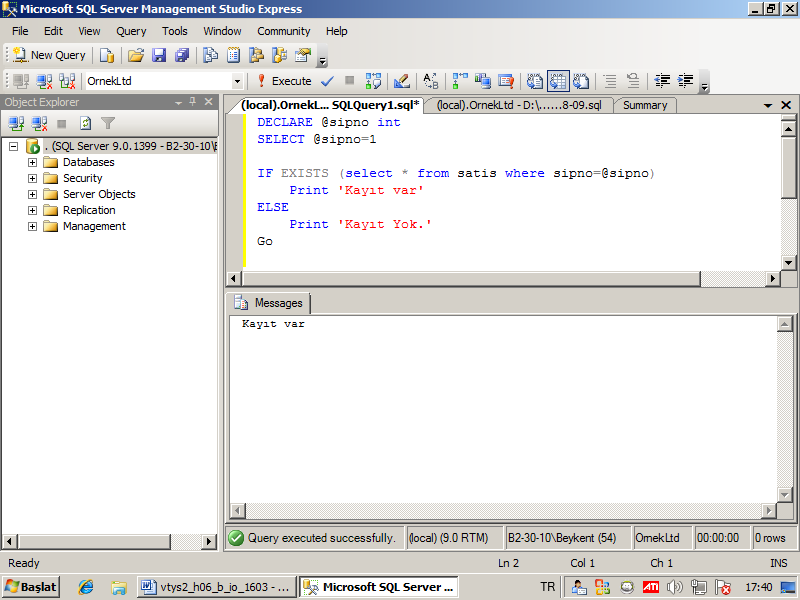 Microsoft SQL Server Management Studio Express
File Edit View Query Tools Window Community Help
New Query
OrnekLtd Execute
Object Explorer
. (SQL Server 9.0.1399 - B2-30-10\B
Databases
Security
Server Objects
Replication
Management
(local).OrnekL... SQLQuery1.sql* (local).OrnekLtd - D:\......8-09.sql Summary
DECLARE @sipno int
SELECT @sipno=1
IF EXISTS (select * from satis where sipno=@sipno)
Print 'Kayıt var'
ELSE
Print 'Kayıt Yok.'
Go
Messages
Kayıt var
Query executed successfully. (local) (9.0 RTM) B2-30-10\Beykent (54) OrnekLtd 00:00:00 0 rows
Ready Ln 2 Col 1 Ch 1 INS
Başlat vtys2_h06_b_io_1603 - ... Microsoft SQL Server ... TR ATI 17:40